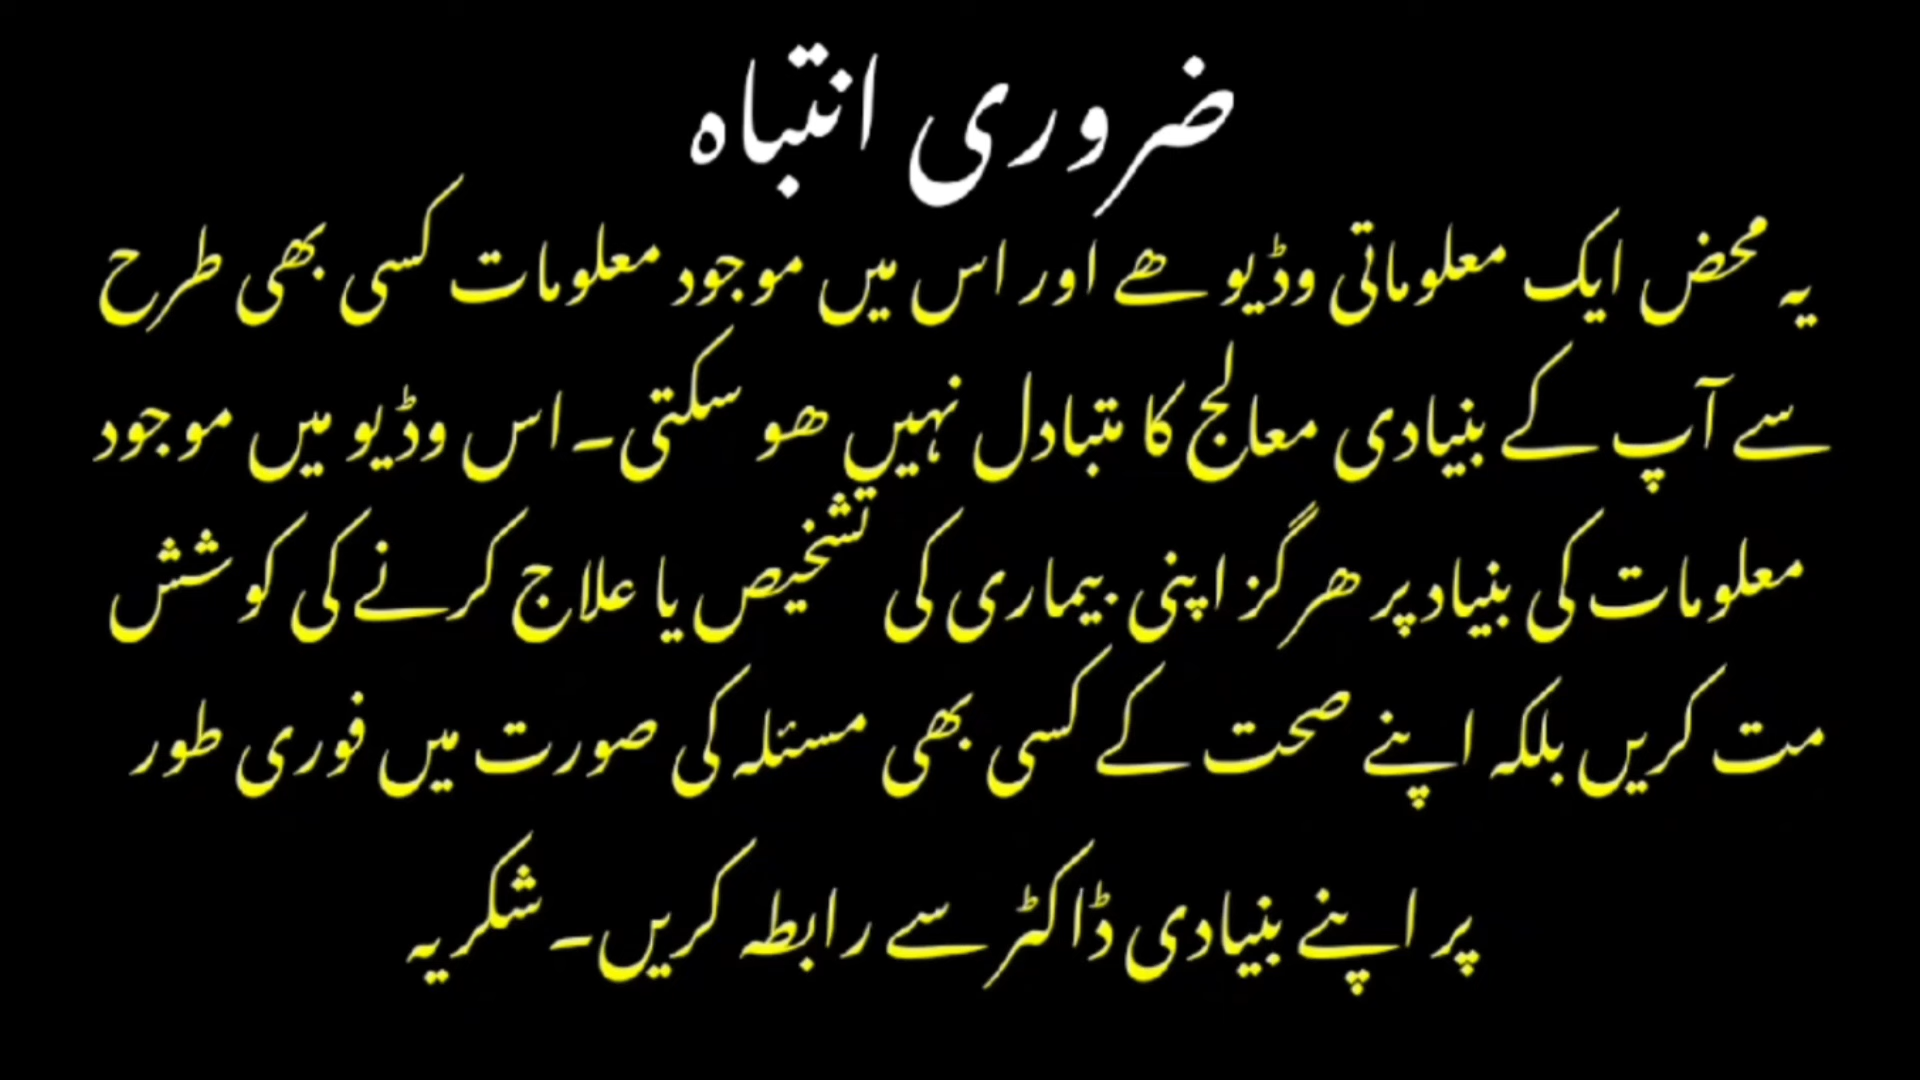 ضروری انتباہ
یہ محض ایک معلوماتی وڈیو ھے اور اس میں موجود معلومات کسی بھی طرح
سے آپ کے بنیادی معالج کا متبادل نہیں ھو سکتی۔ اس وڈیو میں موجود
معلومات کی بنیاد پر ھرگز اپنی بیماری کی تشخیص یا علاج کرنے کی کوشش
مت کریں بلکہ اپنے صحت کے کسی بھی مسئلہ کی صورت میں فوری طور
پر اپنے بنیادی ڈاکٹر سے رابطہ کریں۔ شکریہ